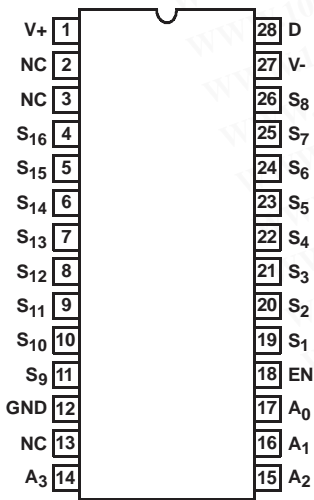 V+ 1 28 D
NC 2 27 V-
NC 3 26 S8
S16 4 25 S7
S15 5 24 S6
S14 6 23 S5
S13 7 22 S4
S12 8 21 S3
S11 9 20 S2
S10 10 19 S1
S9 11 18 EN
GND 12 17 A0
NC 13 16 A1
A3 14 15 A2